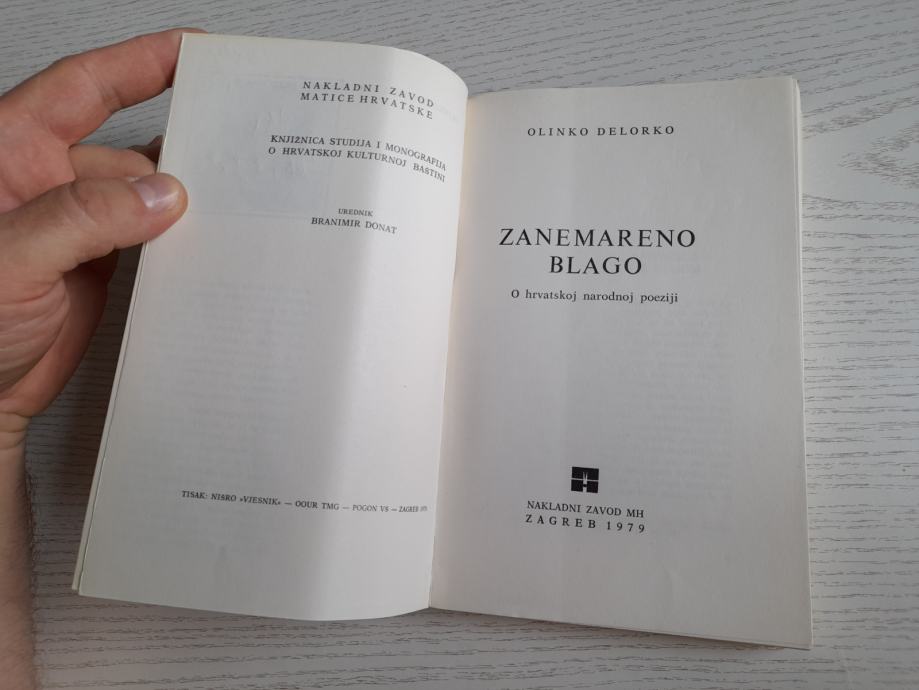 NAKLADNI ZAVOD
MATICE HRVATSKE
KNJIŽNICA STUDIJA I MONOGRAFIJA
O HRVATSKOJ KULTURNOJ BAŠTINI
UREDNIK
BRANIMIR DONAT
TISAK: NIŠRO »VJESNIK« — OOUR TMG — POGON VS — ZAGREB
OLINKO DELORKO
ZANEMARENO
BLAGO
O hrvatskoj narodnoj poeziji
NAKLADNI ZAVOD MH
ZAGREB 1979